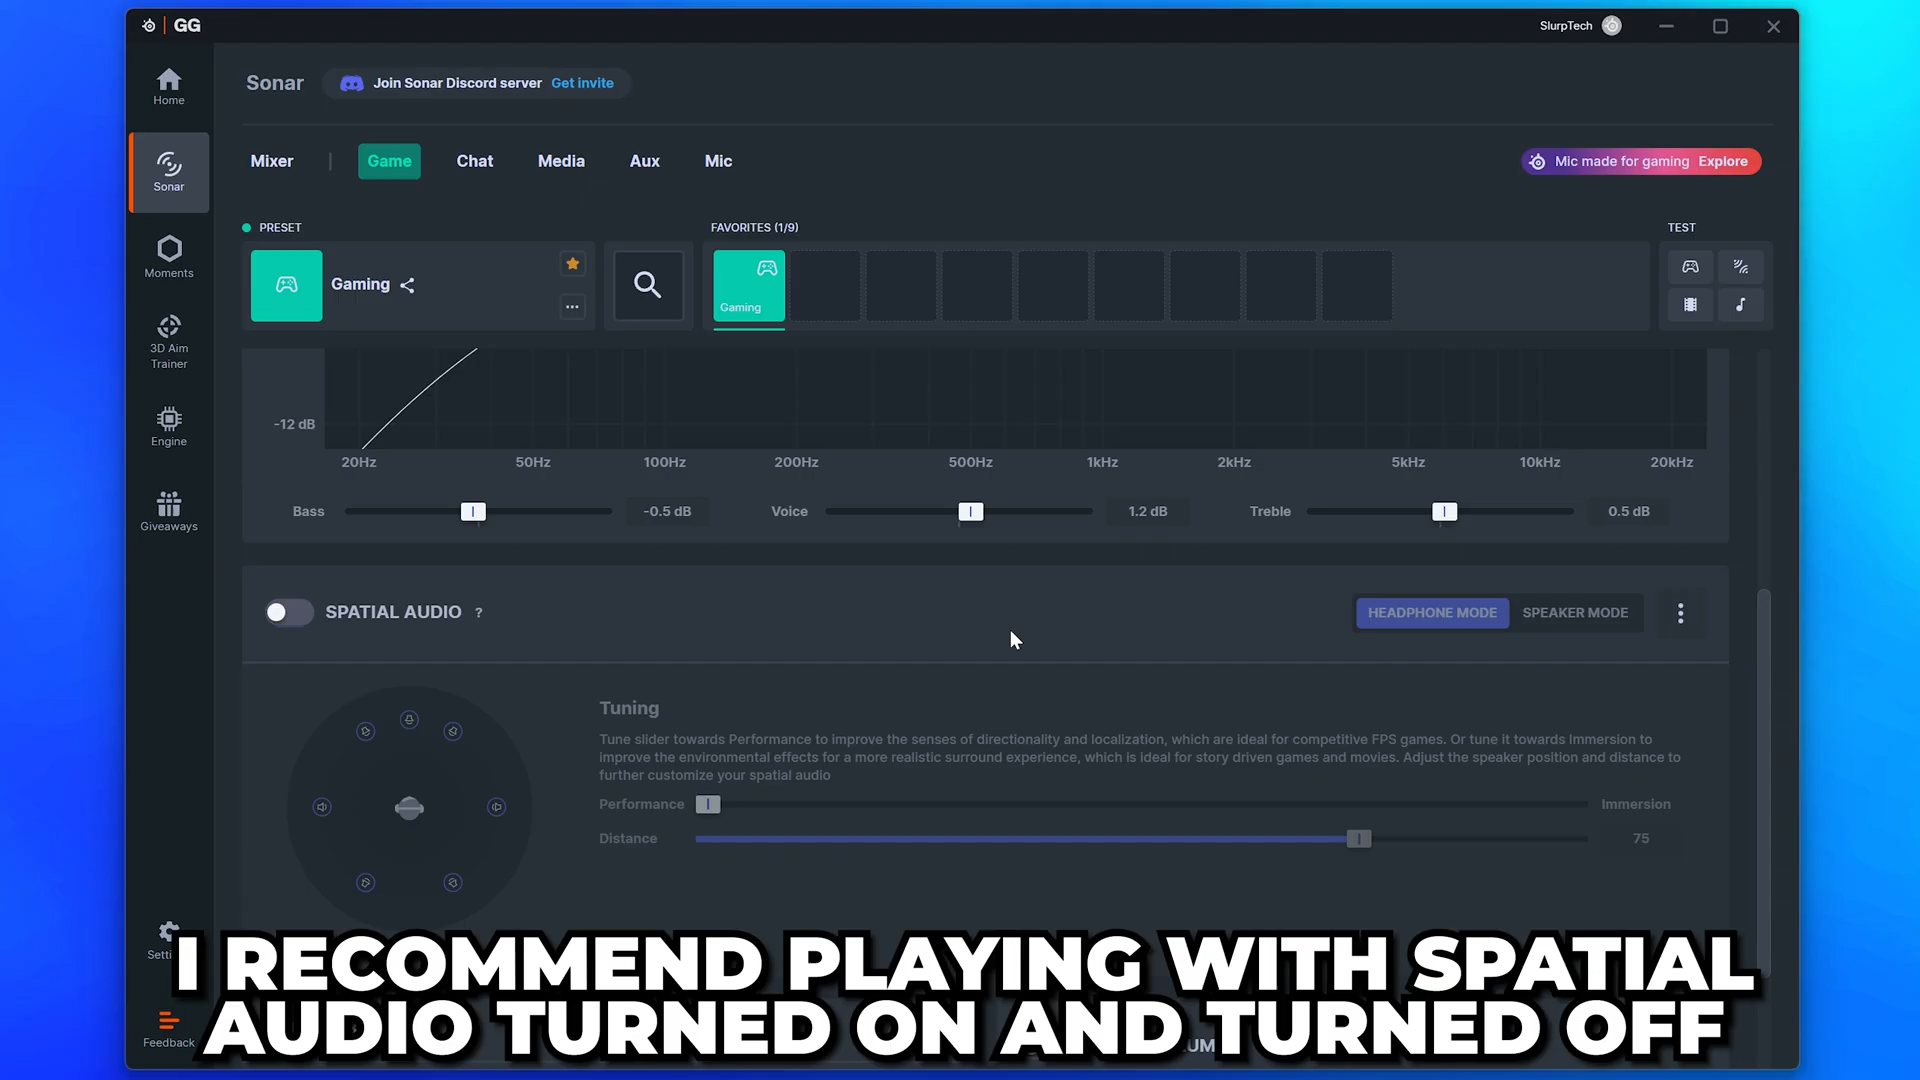 GG
SlurpTech
Home
Sonar
Moments
3D Aim
Trainer
Engine
Giveaways
Feedback
Sonar
Join Sonar Discord server Get invite
Mixer | Game Chat Media Aux Mic
Mic made for gaming Explore
PRESET
Gaming
FAVORITES (1/9)
Gaming
TEST
-12 dB
20Hz 50Hz 100Hz 200Hz 500Hz 1kHz 2kHz 5kHz 10kHz 20kHz
Bass -0.5 dB Voice 1.2 dB Treble 0.5 dB
SPATIAL AUDIO ?
HEADPHONE MODE SPEAKER MODE
Tuning
Tune slider towards Performance to improve the senses of directionality and localization, which are ideal for competitive FPS games. Or tune it towards Immersion to
improve the environmental effects for a more realistic surround experience, which is ideal for story driven games and movies. Adjust the speaker position and distance to
further customize your spatial audio
Performance Immersion
Distance 75
I RECOMMEND PLAYING WITH SPATIAL
AUDIO TURNED ON AND TURNED OFF